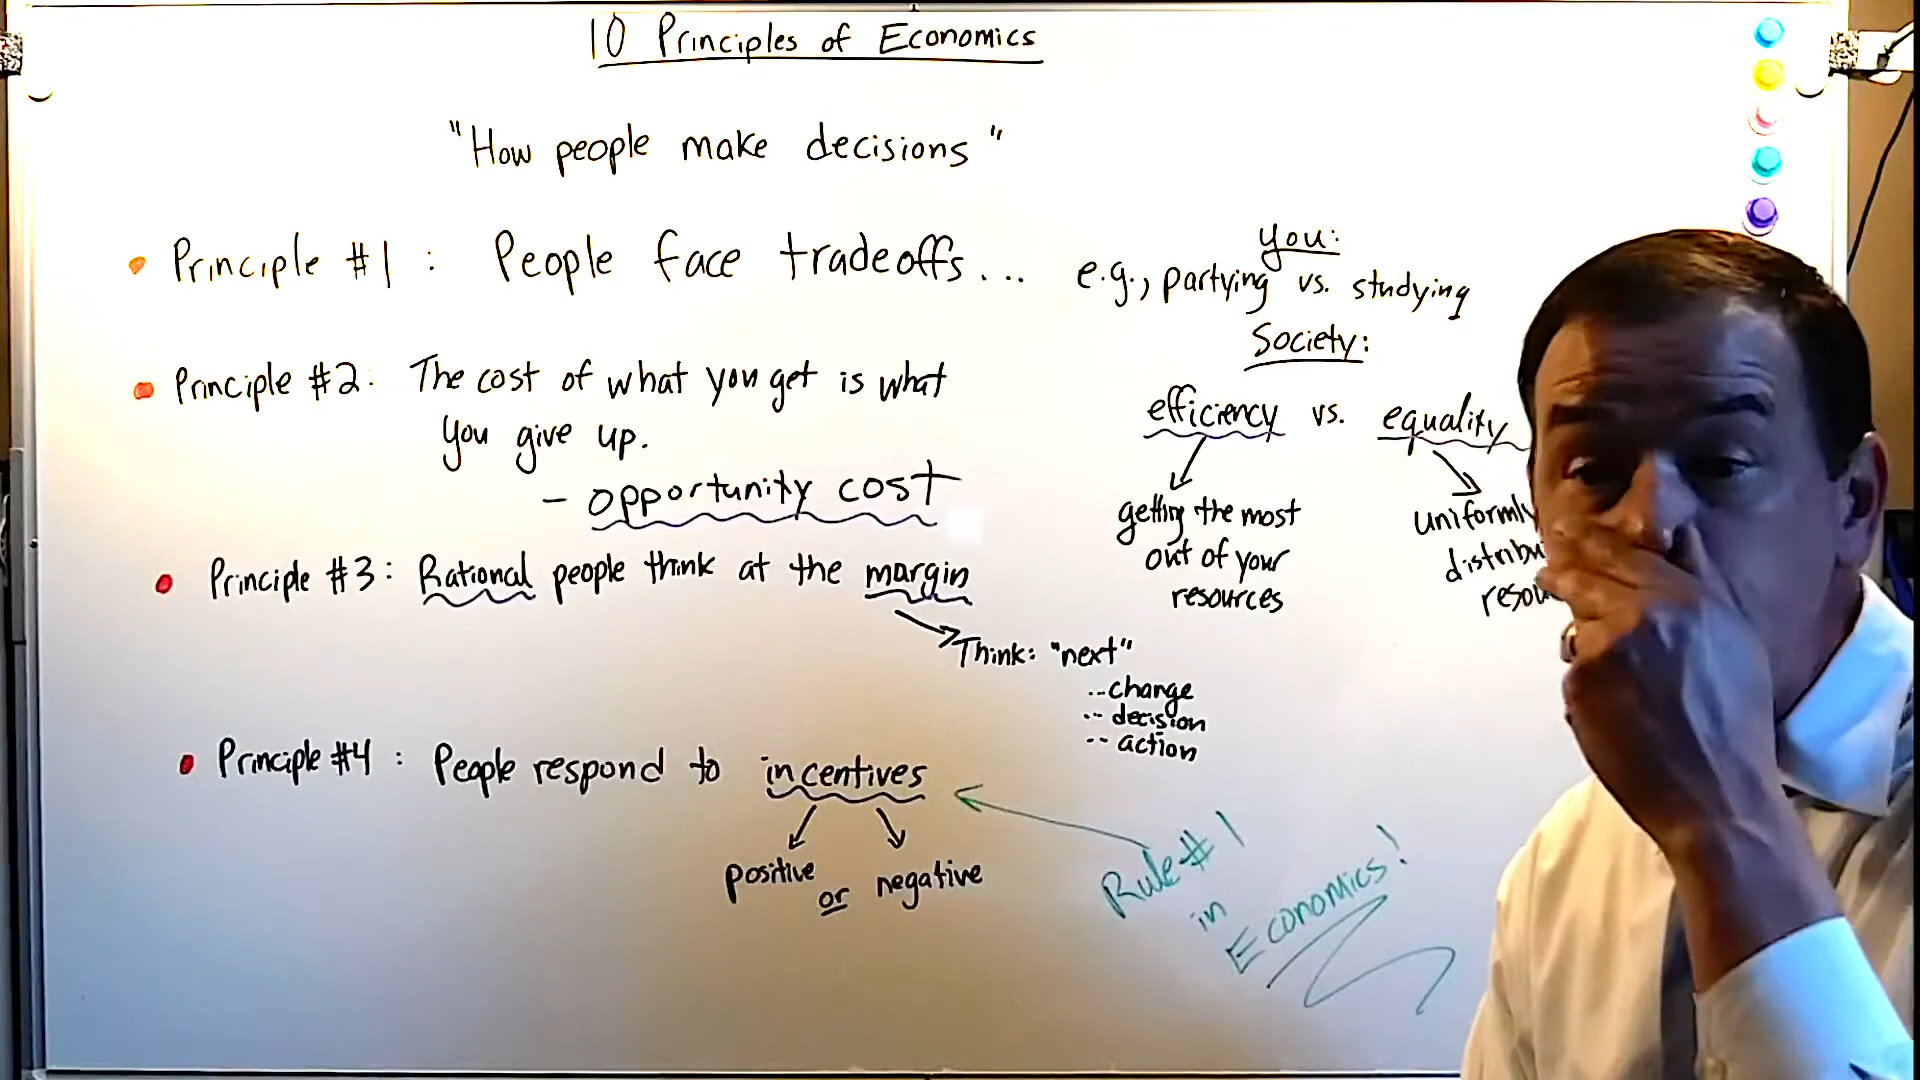 10 Principles of Economics
"How people make decisions"
• Principle #1 : People face tradeoffs...
you:
e.g., partying vs. studying
Society:
efficiency vs. equality
getting the most
out of your
resources
uniformly
• Principle #2: The cost of what you get is what
you give up.
- opportunity cost
• Principle #3: Rational people think at the margin
Think: "next"
..change
.. decision
.. action
• Principle #4 : People respond to incentives
positive or negative
Rule #1
in
Economics!